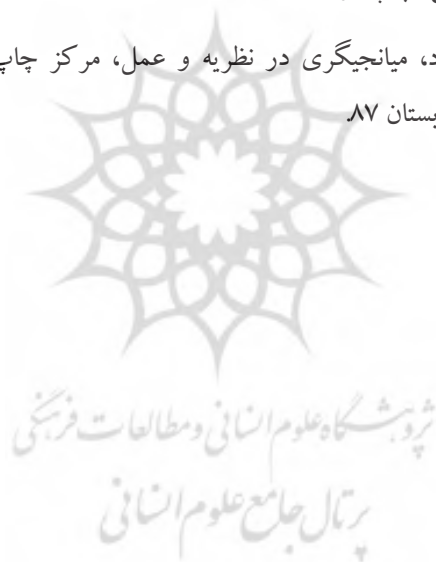 د، میانجیگری در نظریه و عمل، مرکز چاپ
بستان ۸۷.
پژوهشگاه علوم انسانی و مطالعات فرهنگی
پرتال جامع علوم انسانی